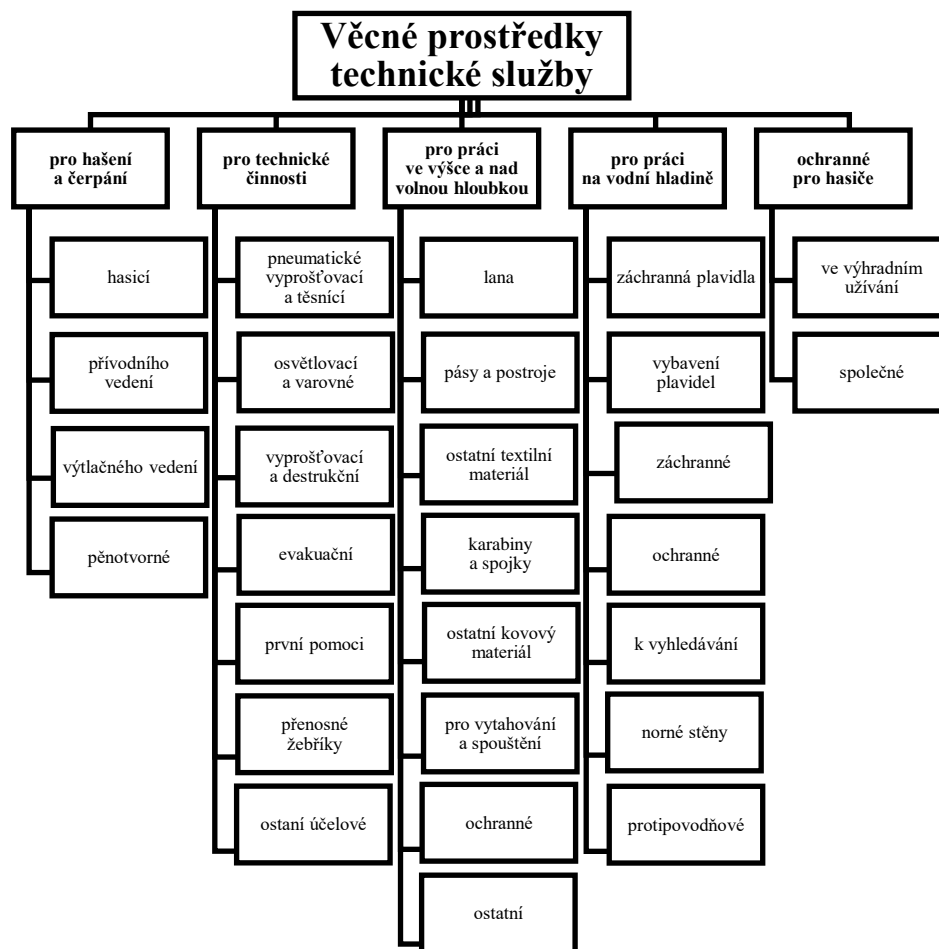 Věcné prostředky
technické služby
pro hašení
a čerpání
hasicí
přívodního
vedení
výtlačného vedení
pěnotvorné
pro technické
činnosti
pneumatické
vyprošťovací
a těsnící
osvětlovací
a varovné
vyprošťovací
a destrukční
evakuační
první pomoci
přenosné
žebříky
ostaní účelové
pro práci
ve výšce a nad
volnou hloubkou
lana
pásy a postroje
ostatní textilní
materiál
karabiny
a spojky
ostatní kovový
materiál
pro vytahování
a spouštění
ochranné
ostatní
pro práci
na vodní hladině
záchranná plavidla
vybavení
plavidel
záchranné
ochranné
k vyhledávání
norné stěny
protipovodňové
ochranné
pro hasiče
ve výhradním
užívání
společné